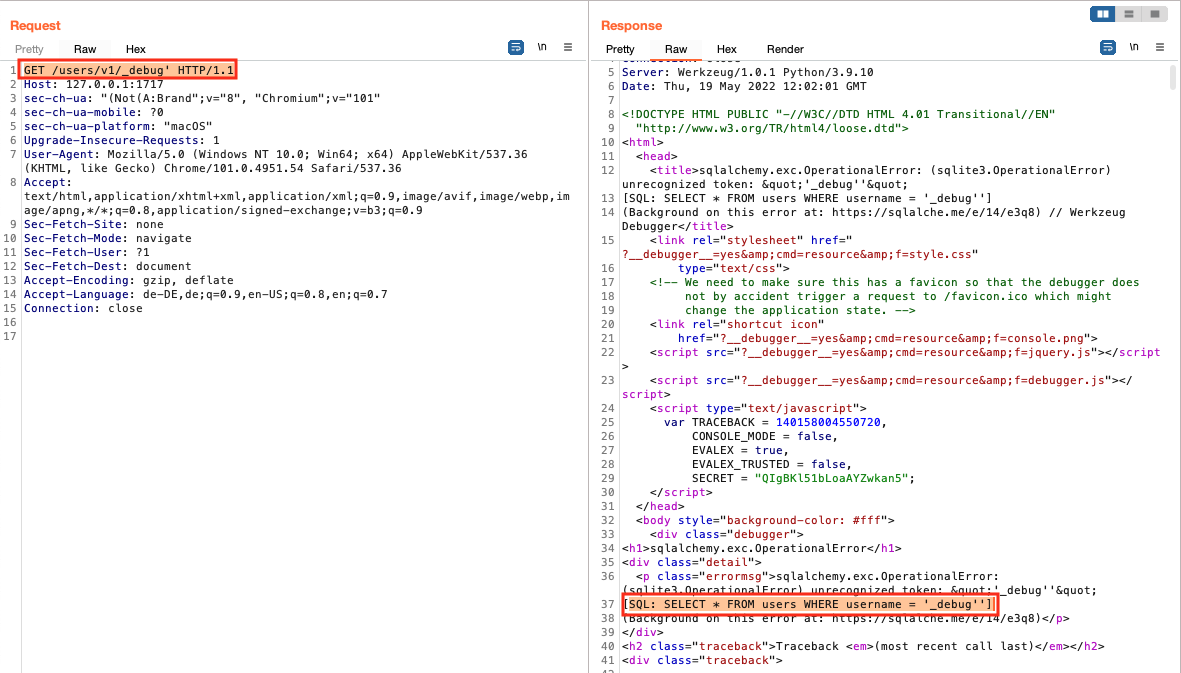 Request
Pretty Raw Hex \n
1 GET /users/v1/_debug' HTTP/1.1
2 Host: 127.0.0.1:1717
3 sec-ch-ua: "(Not(A:Brand";v="8", "Chromium";v="101"
4 sec-ch-ua-mobile: ?0
5 sec-ch-ua-platform: "macOS"
6 Upgrade-Insecure-Requests: 1
7 User-Agent: Mozilla/5.0 (Windows NT 10.0; Win64; x64) AppleWebKit/537.36
(KHTML, like Gecko) Chrome/101.0.4951.54 Safari/537.36
8 Accept:
text/html,application/xhtml+xml,application/xml;q=0.9,image/avif,image/webp,im
age/apng,*/*;q=0.8,application/signed-exchange;v=b3;q=0.9
9 Sec-Fetch-Site: none
10 Sec-Fetch-Mode: navigate
11 Sec-Fetch-User: ?1
12 Sec-Fetch-Dest: document
13 Accept-Encoding: gzip, deflate
14 Accept-Language: de-DE,de;q=0.9,en-US;q=0.8,en;q=0.7
15 Connection: close
16
17
Response
Pretty Raw Hex Render \n
5 Server: Werkzeug/1.0.1 Python/3.9.10
6 Date: Thu, 19 May 2022 12:02:01 GMT
7
8 <!DOCTYPE HTML PUBLIC "-//W3C//DTD HTML 4.01 Transitional//EN"
9 "http://www.w3.org/TR/html4/loose.dtd">
10 <html>
11 <head>
12 <title>sqlalchemy.exc.OperationalError: (sqlite3.OperationalError)
unrecognized token: &quot;'_debug''&quot;
13 [SQL: SELECT * FROM users WHERE username = '_debug'']
14 (Background on this error at: https://sqlalche.me/e/14/e3q8) // Werkzeug
Debugger</title>
15 <link rel="stylesheet" href="
?__debugger__=yes&amp;cmd=resource&amp;f=style.css"
16 type="text/css">
17 <!-- We need to make sure this has a favicon so that the debugger does
18 not by accident trigger a request to /favicon.ico which might
19 change the application state. -->
20 <link rel="shortcut icon"
21 href="?__debugger__=yes&amp;cmd=resource&amp;f=console.png">
22 <script src="?__debugger__=yes&amp;cmd=resource&amp;f=jquery.js"></script
>
23 <script src="?__debugger__=yes&amp;cmd=resource&amp;f=debugger.js"></
script>
24 <script type="text/javascript">
25 var TRACEBACK = 140158004550720,
26 CONSOLE_MODE = false,
27 EVALEX = true,
28 EVALEX_TRUSTED = false,
29 SECRET = "QIgBKl51bLoaAYZwkan5";
30 </script>
31 </head>
32 <body style="background-color: #fff">
33 <div class="debugger">
34 <h1>sqlalchemy.exc.OperationalError</h1>
35 <div class="detail">
36 <p class="errormsg">sqlalchemy.exc.OperationalError:
(sqlite3.OperationalError) unrecognized token: &quot;'_debug''&quot;
37 [SQL: SELECT * FROM users WHERE username = '_debug'']
38 (Background on this error at: https://sqlalche.me/e/14/e3q8)</p>
39 </div>
40 <h2 class="traceback">Traceback <em>(most recent call last)</em></h2>
41 <div class="traceback">